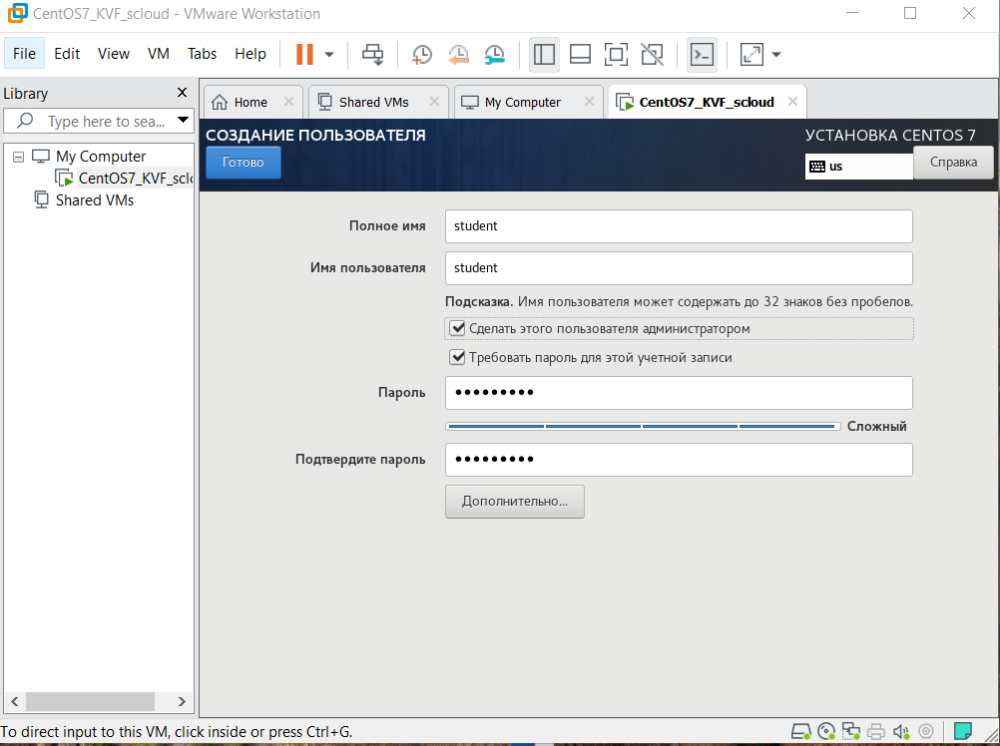 CentOS7_KVF_scloud - VMware Workstation
File Edit View VM Tabs Help
Library
Type here to sea...
My Computer
CentOS7_KVF_scl
Shared VMs
Home Shared VMs My Computer CentOS7_KVF_scloud
СОЗДАНИЕ ПОЛЬЗОВАТЕЛЯ
УСТАНОВКА CENTOS 7
Готово
us
Справка
Полное имя student
Имя пользователя student
Подсказка. Имя пользователя может содержать до 32 знаков без пробелов.
Сделать этого пользователя администратором
Требовать пароль для этой учетной записи
Пароль •••••••••
Сложный
Подтвердите пароль •••••••••
Дополнительно...
To direct input to this VM, click inside or press Ctrl+G.